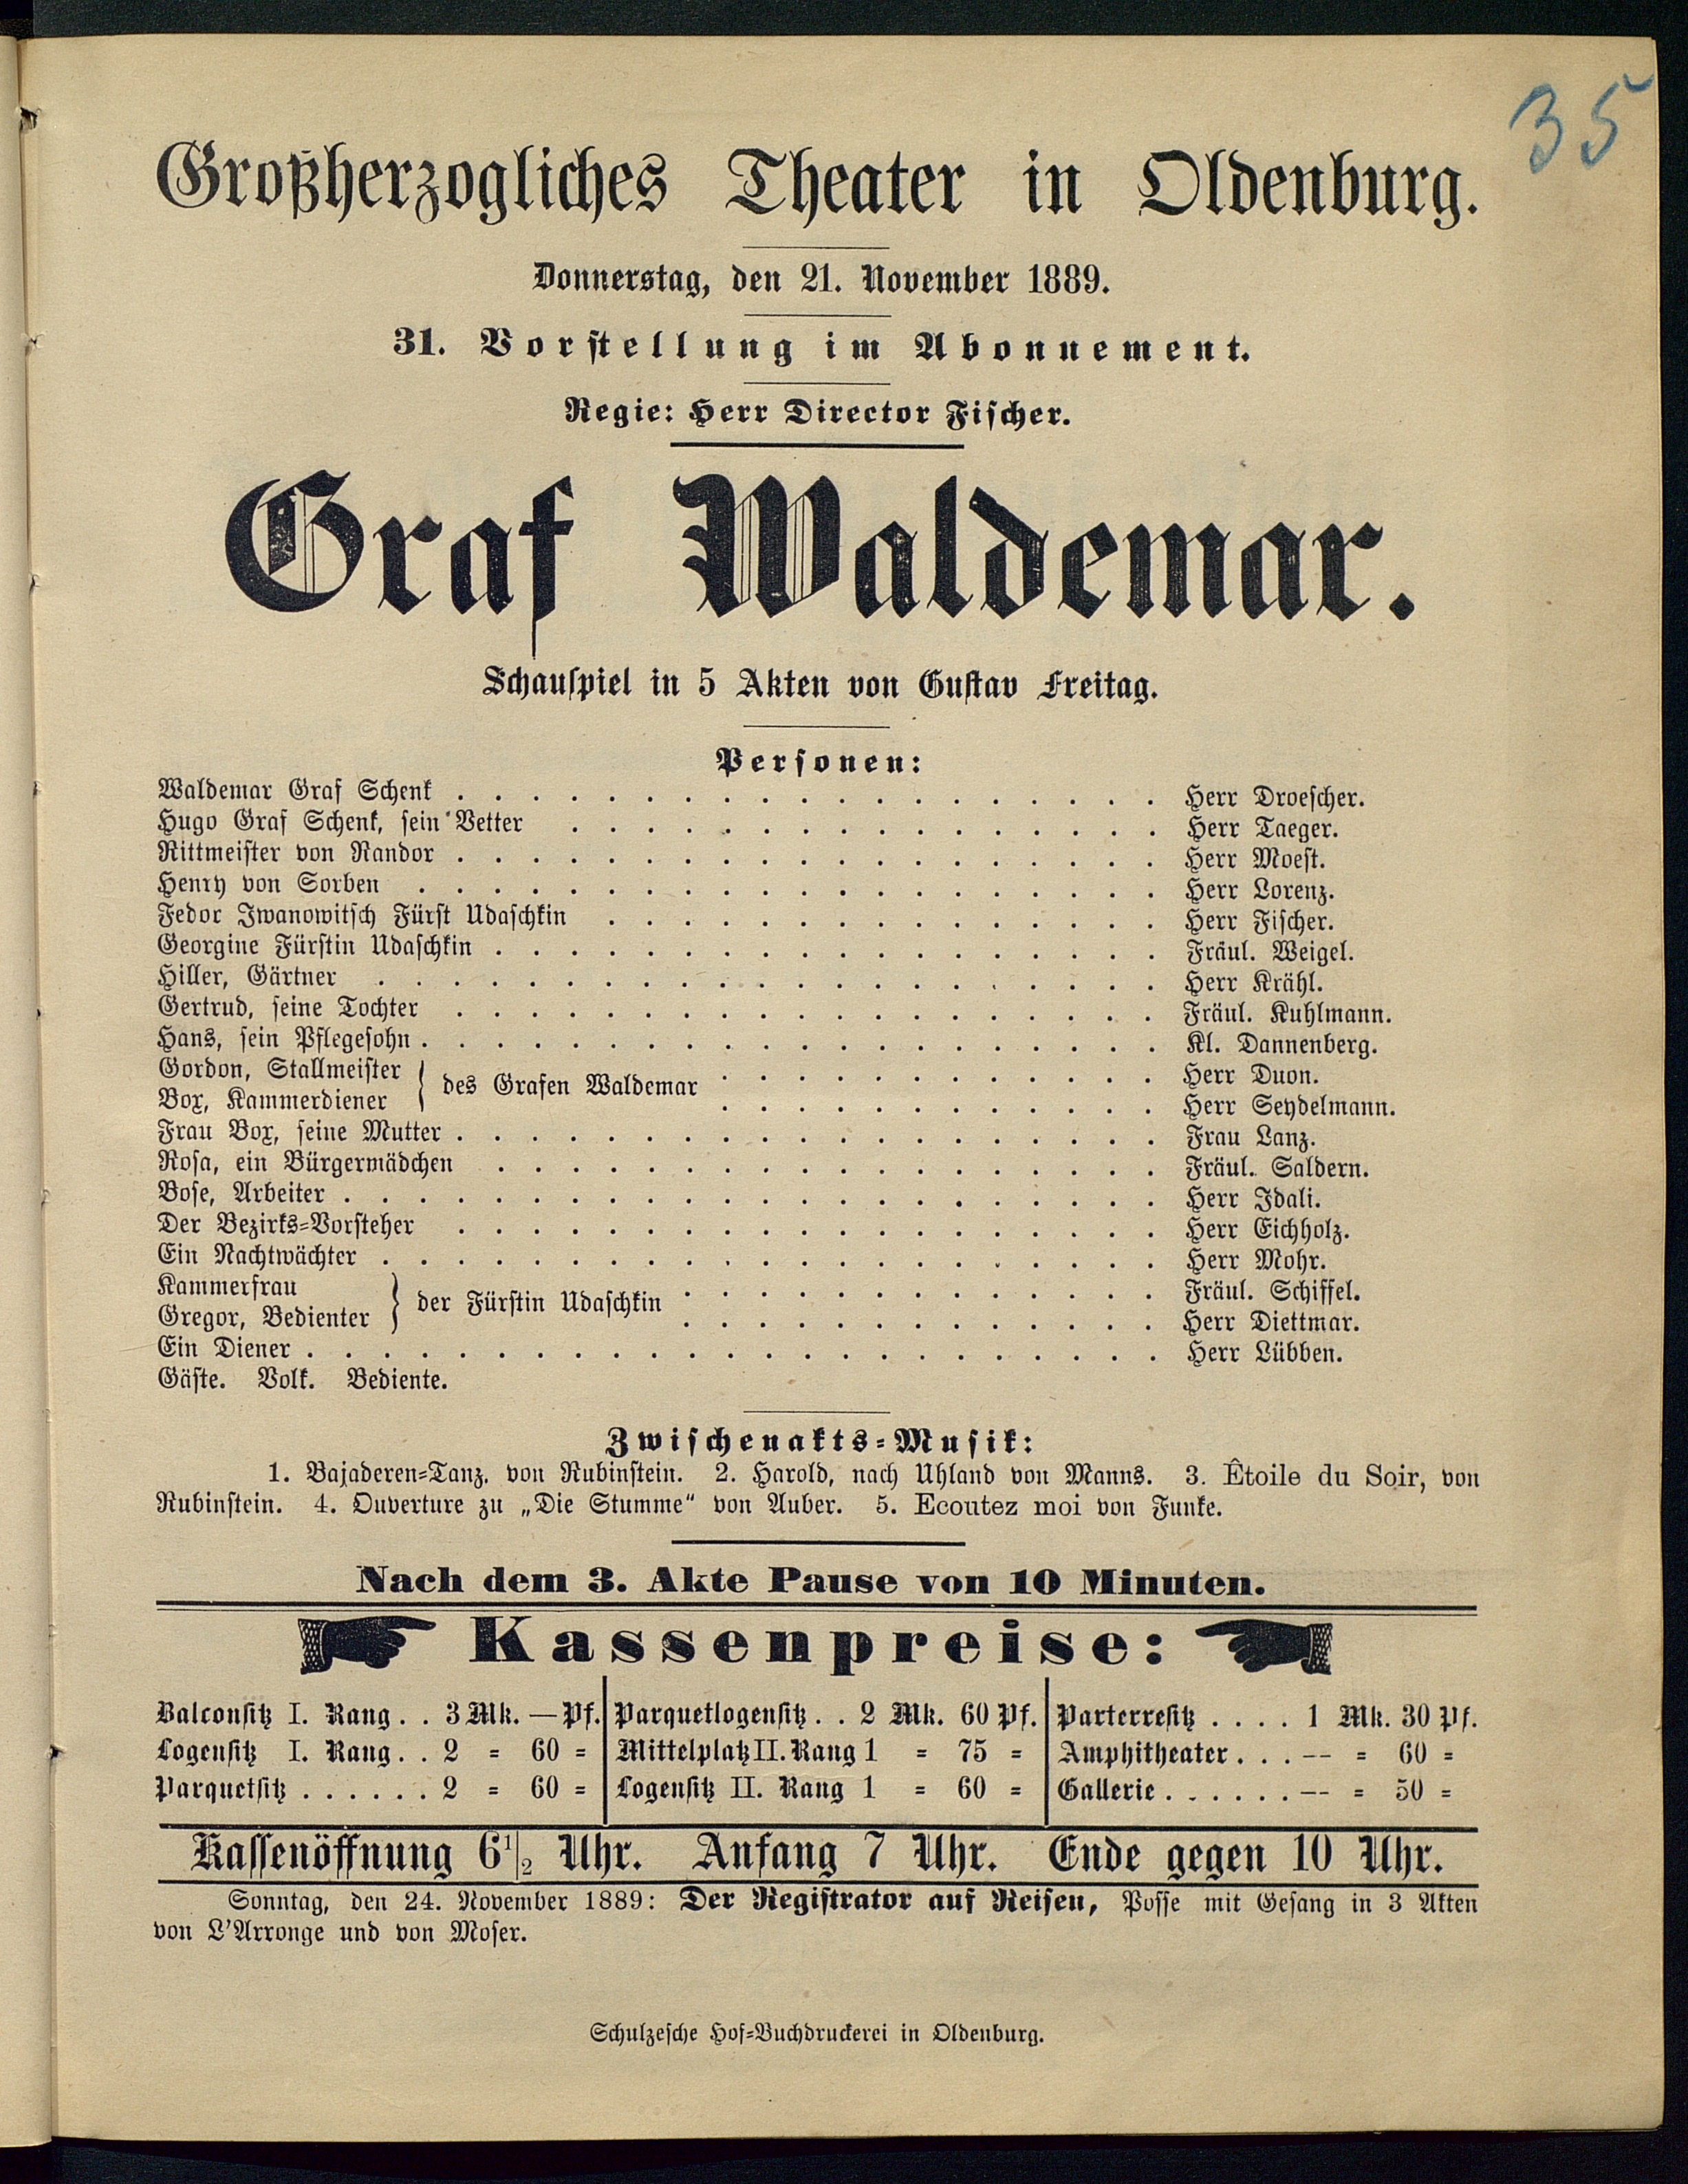 35
Großherzogliches Theater in Oldenburg.
Donnerstag, den 21. November 1889.
31. Vorstellung im Abonnement.
Regie: Herr Director Fischer.
Graf Waldemar.
Schauspiel in 5 Akten von Gustav Freitag.
Personen:
Waldemar Graf Schenk . . . . . . . . . . . . . . . . . . . Herr Droescher.
Hugo Graf Schenk, sein Vetter . . . . . . . . . . . . . . . . Herr Taeger.
Rittmeister von Randor . . . . . . . . . . . . . . . . . . . Herr Moest.
Henry von Sorben . . . . . . . . . . . . . . . . . . . . Herr Lorenz.
Fedor Iwanowitsch Fürst Udaschkin . . . . . . . . . . . . . . . Herr Fischer.
Georgine Fürstin Udaschkin . . . . . . . . . . . . . . . . . . Fräul. Weigel.
Hiller, Gärtner . . . . . . . . . . . . . . . . . . . . . Herr Krähl.
Gertrud, seine Tochter . . . . . . . . . . . . . . . . . . . Fräul. Kuhlmann.
Hans, sein Pflegesohn . . . . . . . . . . . . . . . . . . . . Kl. Dannenberg.
Gordon, Stallmeister } des Grafen Waldemar . . . . . . . . . . . . Herr Duon.
Box, Kammerdiener . . . . . . . . . . . . Herr Seydelmann.
Frau Box, seine Mutter . . . . . . . . . . . . . . . . . . . Frau Lanz.
Rosa, ein Bürgermädchen . . . . . . . . . . . . . . . . . . Fräul. Saldern.
Bose, Arbeiter . . . . . . . . . . . . . . . . . . . . . . Herr Idali.
Der Bezirks=Vorsteher . . . . . . . . . . . . . . . . . . . Herr Eichholz.
Ein Nachtwächter . . . . . . . . . . . . . . . . . . . . . Herr Mohr.
Kammerfrau } der Fürstin Udaschkin . . . . . . . . . . . . . Fräul. Schiffel.
Gregor, Bedienter . . . . . . . . . . . . . Herr Diettmar.
Ein Diener . . . . . . . . . . . . . . . . . . . . . . . Herr Lübben.
Gäste. Volk. Bediente.
Zwischenakts=Musik:
1. Bajaderen=Tanz, von Rubinstein. 2. Harold, nach Uhland von Manns. 3. Êtoile du Soir, von
Rubinstein. 4. Ouverture zu „Die Stumme“ von Auber. 5. Ecoutez moi von Funke.
Nach dem 3. Akte Pause von 10 Minuten.
Kassenpreise:
Balconsitz I. Rang . . 3 Mk. — Pf. Parquetlogensitz . . 2 Mk. 60 Pf. Parterresitz . . . . 1 Mk. 30 Pf.
Logensitz I. Rang . . 2 = 60 = Mittelplatz II. Rang 1 = 75 = Amphitheater . . . -- = 60 =
Parquetsitz . . . . . . 2 = 60 = Logensitz II. Rang 1 = 60 = Gallerie . . . . . . -- = 50 =
Kassenöffnung 6 1/2 Uhr. Anfang 7 Uhr. Ende gegen 10 Uhr.
Sonntag, den 24. November 1889: Der Registrator auf Reisen, Posse mit Gesang in 3 Akten
von L'Arronge und von Moser.
Schulzesche Hof=Buchdruckerei in Oldenburg.